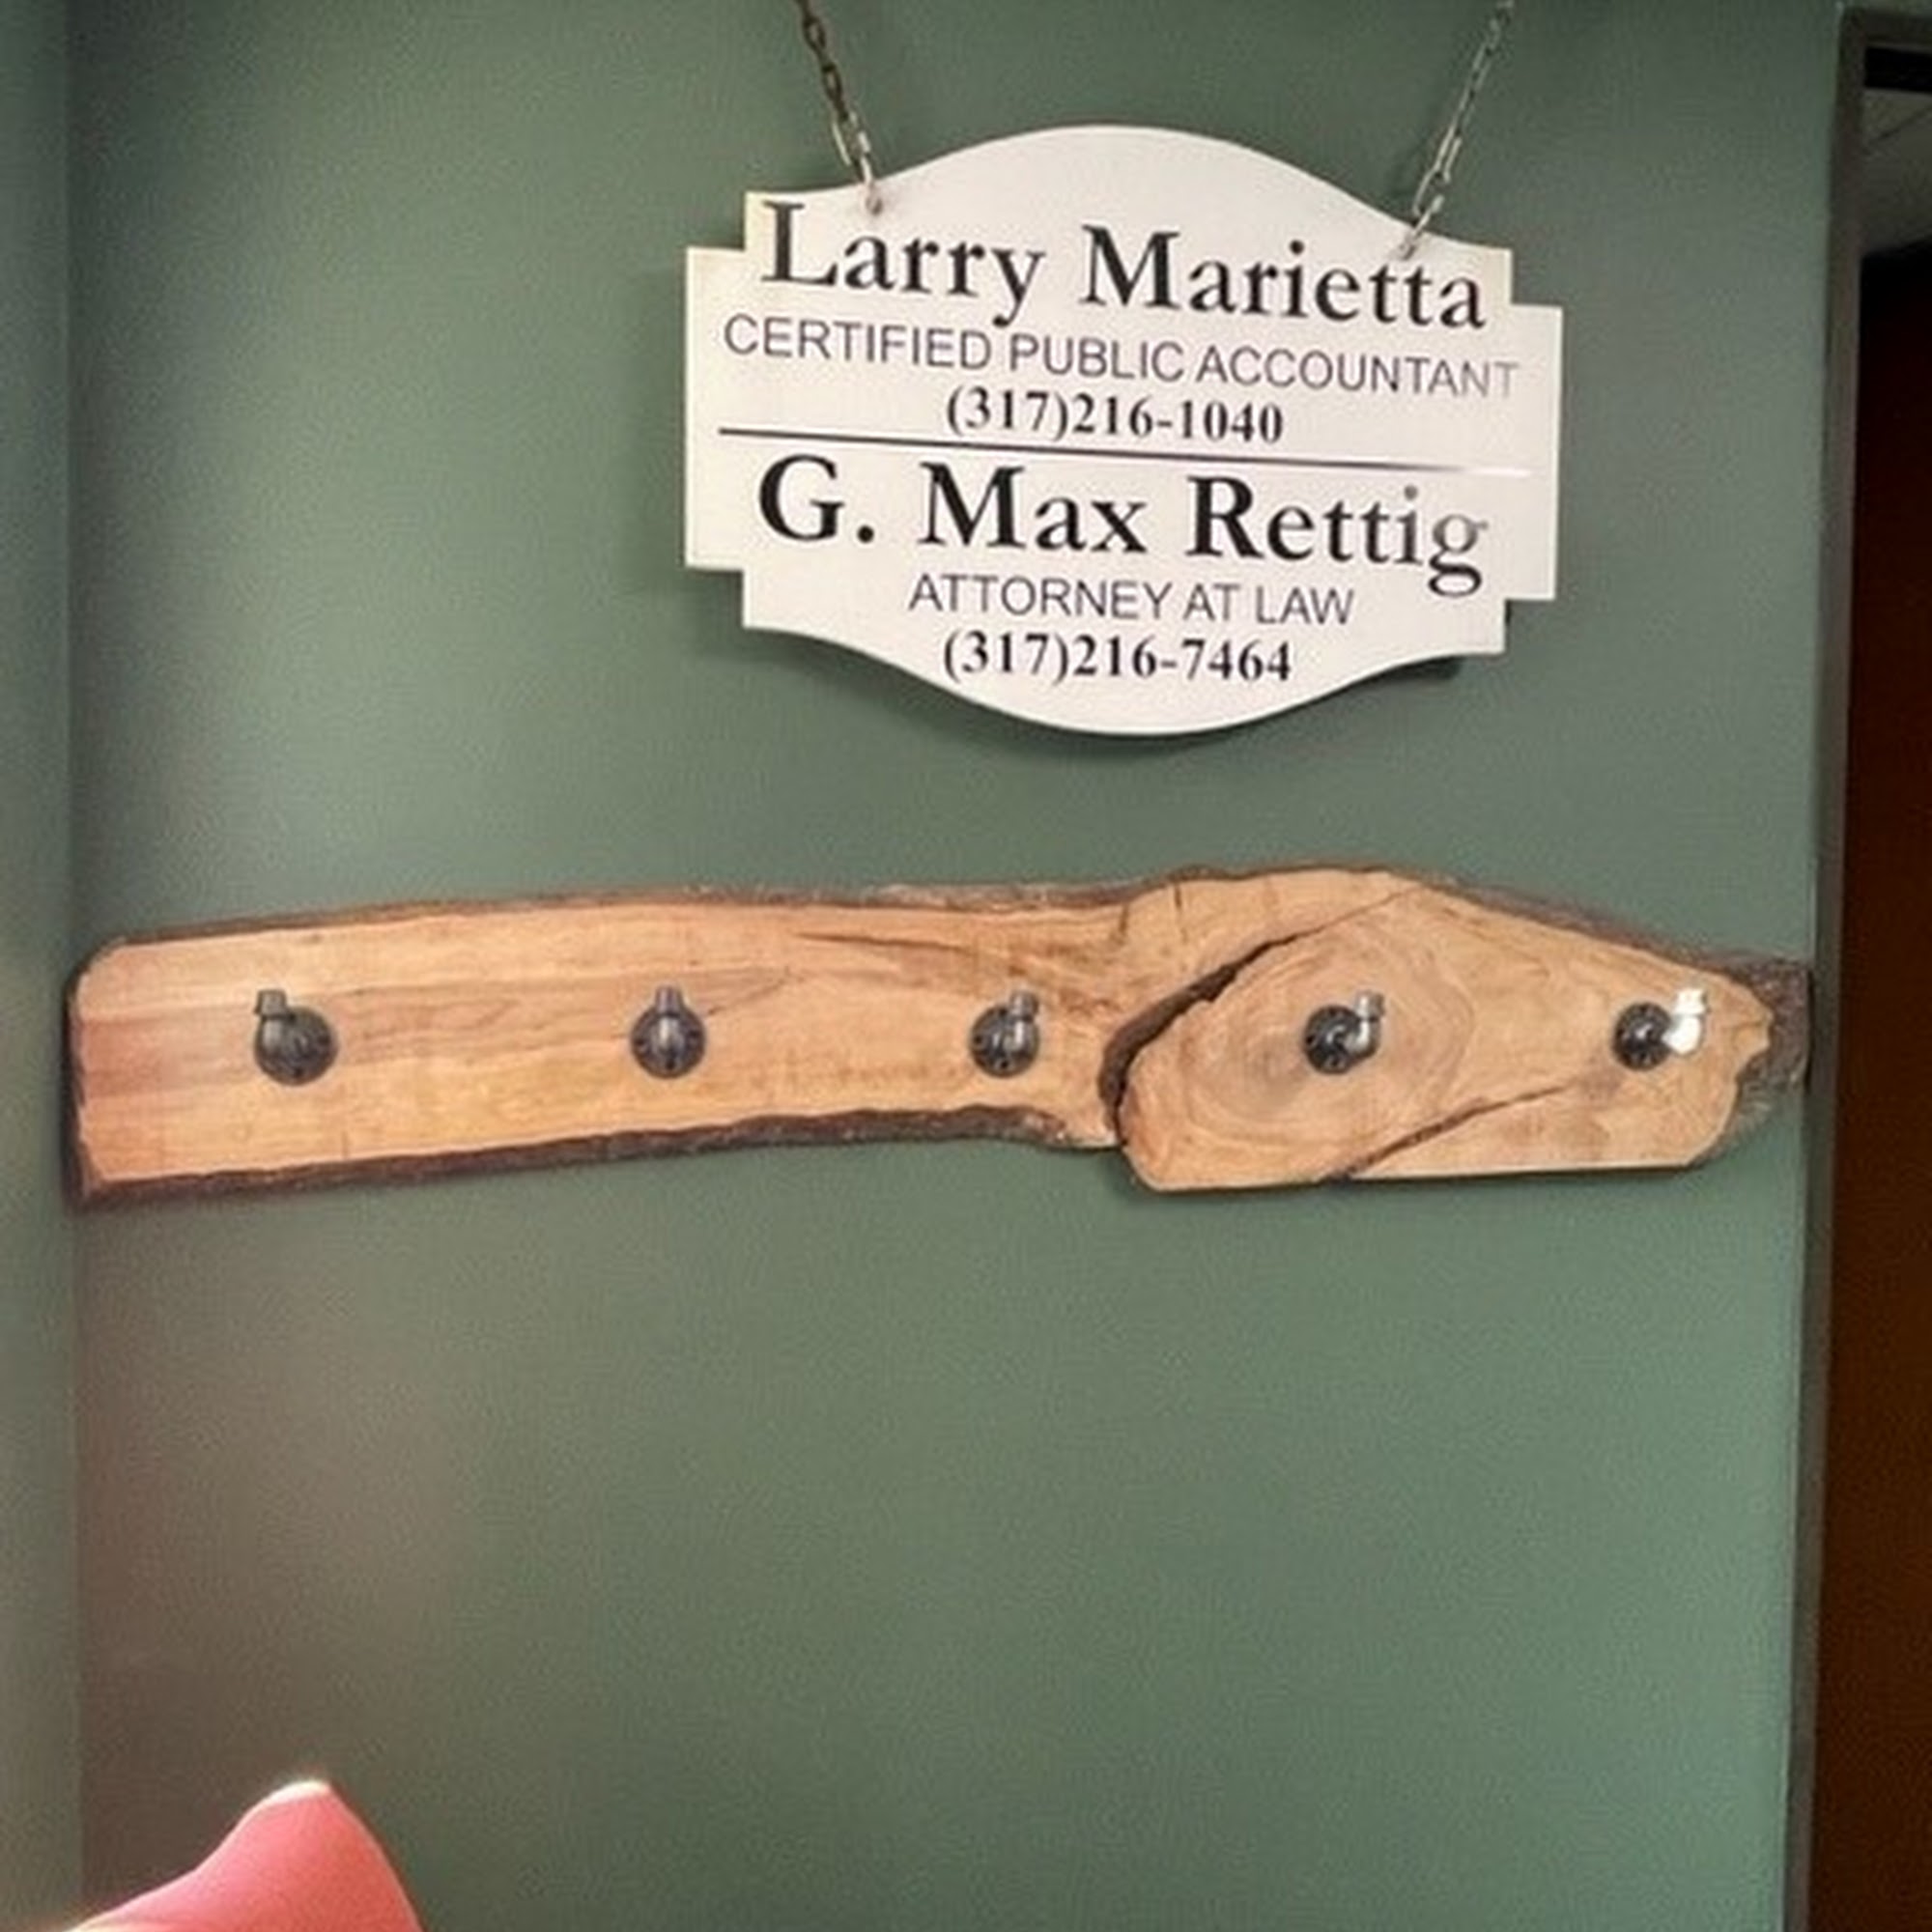 Larry Marietta
CERTIFIED PUBLIC ACCOUNTANT
(317)216-1040
G. Max Rettig
ATTORNEY AT LAW
(317)216-7464